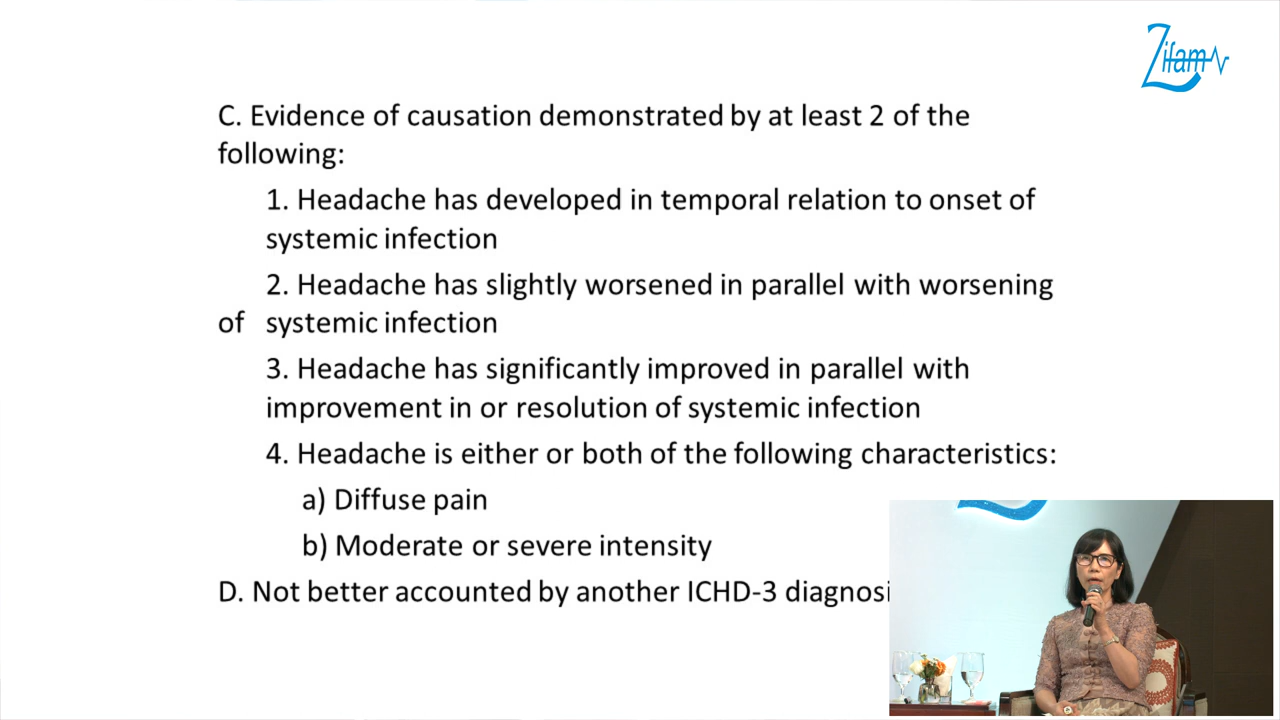 Zifam
C. Evidence of causation demonstrated by at least 2 of the
following:
1. Headache has developed in temporal relation to onset of
systemic infection
2. Headache has slightly worsened in parallel with worsening
of systemic infection
3. Headache has significantly improved in parallel with
improvement in or resolution of systemic infection
4. Headache is either or both of the following characteristics:
a) Diffuse pain
b) Moderate or severe intensity
D. Not better accounted by another ICHD-3 diagnosi